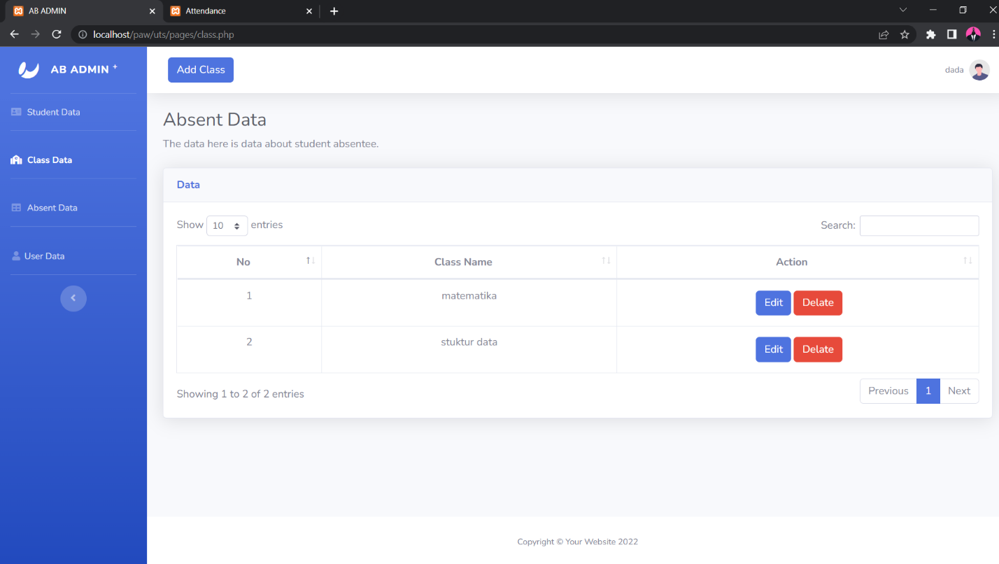 AB ADMIN
Attendance
localhost/paw/uts/pages/class.php
AB ADMIN +
Add Class
dada
Student Data
Class Data
Absent Data
User Data
Absent Data
The data here is data about student absentee.
Data
Show 10 entries
Search:
No Class Name Action
1 matematika Edit Delate
2 stuktur data Edit Delate
Showing 1 to 2 of 2 entries
Previous 1 Next
Copyright © Your Website 2022